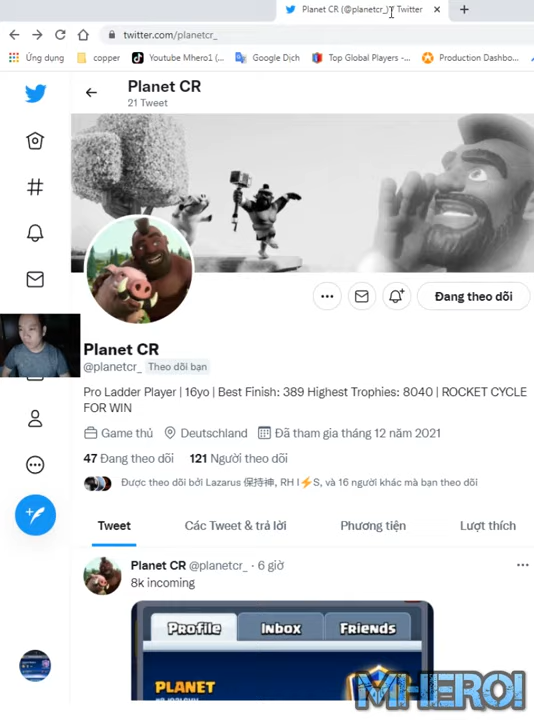 Planet CR (@planetcr_) / Twitter
twitter.com/planetcr_
Ứng dụng copper Youtube Mhero1 (... Google Dịch Top Global Players -... Production Dashbo...
Planet CR
21 Tweet
Đang theo dõi
Planet CR
@planetcr_ Theo dõi bạn
Pro Ladder Player | 16yo | Best Finish: 389 Highest Trophies: 8040 | ROCKET CYCLE
FOR WIN
Game thủ Deutschland Đã tham gia tháng 12 năm 2021
47 Đang theo dõi 121 Người theo dõi
Được theo dõi bởi Lazarus 保持神, RH I⚡S, và 16 người khác mà bạn theo dõi
Tweet Các Tweet & trả lời Phương tiện Lượt thích
Planet CR @planetcr_ · 6 giờ
8k incoming
Profile Inbox Friends
PLANET
MHERO1